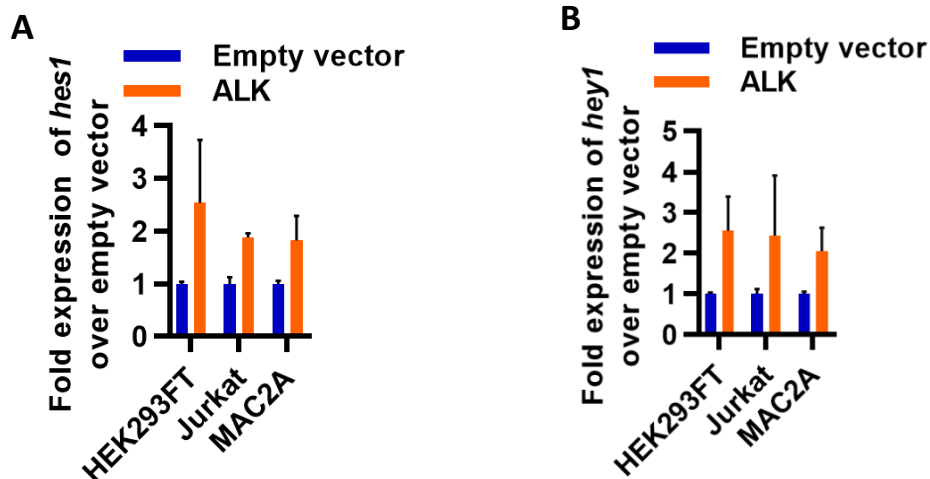 A
Empty vector
ALK
Fold expression of hes1
over empty vector
4
3
2
1
0
HEK293FT
Jurkat
MAC2A
B
Empty vector
ALK
Fold expression of hey1
over empty vector
5
4
3
2
1
0
HEK293FT
Jurkat
MAC2A